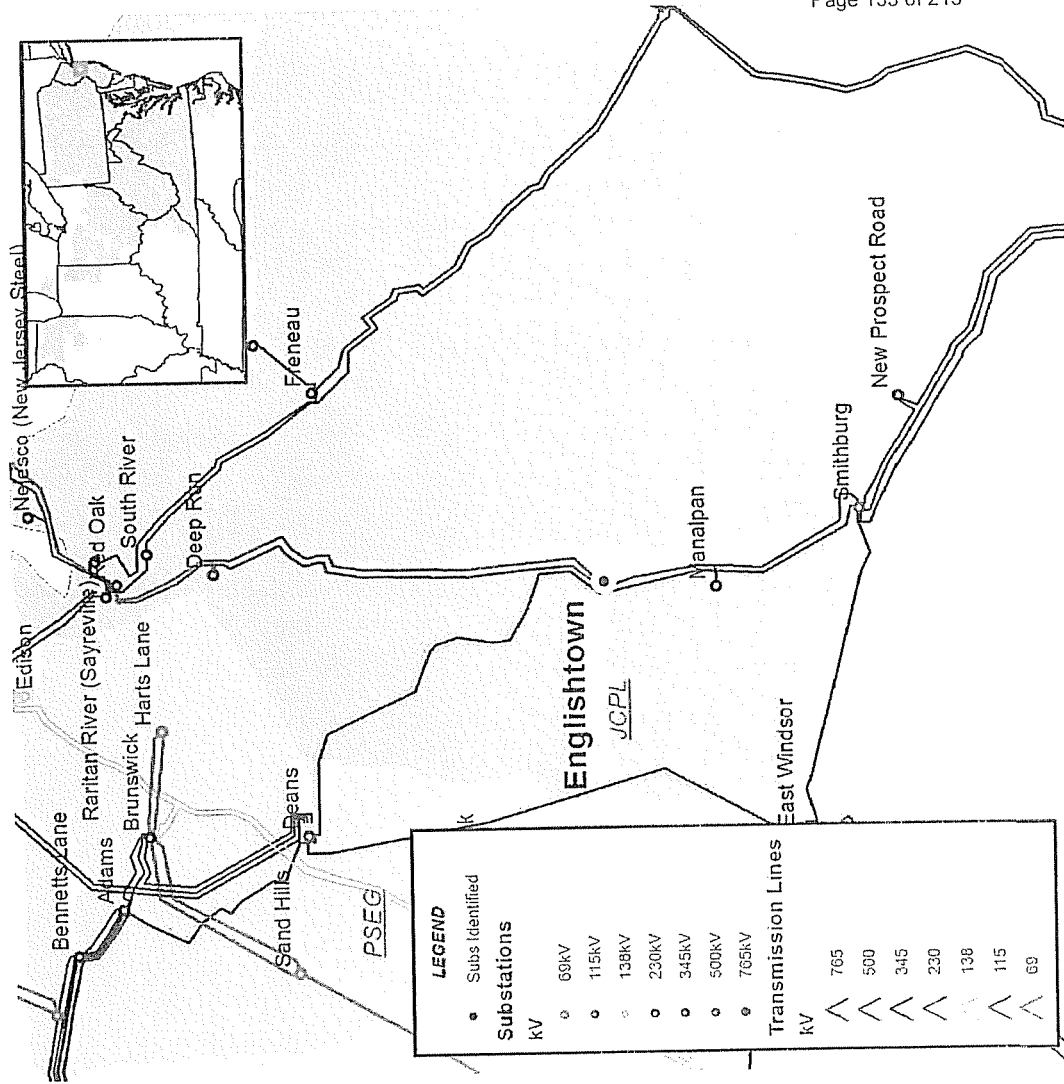 Page 153 of 213
Nejesco (New Jersey Steel)
Edison
Red Oak
South River
Raritan River (Sayreville)
Deep Run
Freneau
Bennetts Lane
Adams
Brunswick
Harts Lane
Deans
Sand Hills
PSEG
Englishtown
JCPL
Manalpan
Smithburg
New Prospect Road
East Windsor
k
LEGEND
Subs Identified
Substations
kV
69kV
115kV
138kV
230kV
345kV
500kV
765kV
Transmission Lines
kV
765
500
345
230
138
115
69